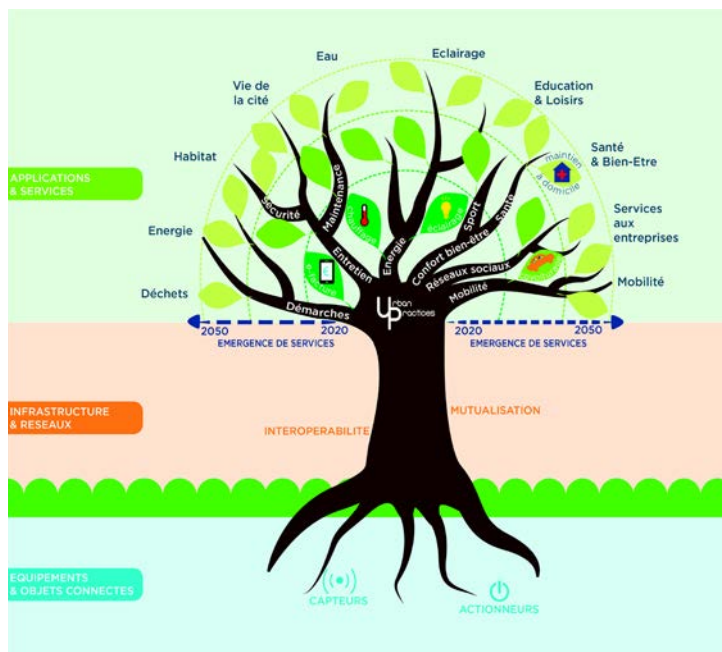 Eau
Eclairage
Vie de
la cité
Education
& Loisirs
Habitat
Santé
& Bien-Etre
maintien
à domicile
APPLICATIONS
& SERVICES
Sécurité
Maintenance
chauffage
éclairage
Sport
Santé
Energie
Services
aux
entreprises
Entretien
Energie
Confort bien-être
Réseaux sociaux
Mobilité
Mobilité
Déchets
Démarches
Urban
Practices
2050
2020
2020
2050
EMERGENCE DE SERVICES
EMERGENCE DE SERVICES
INFRASTRUCTURE
& RESEAUX
INTEROPERABILITE
MUTUALISATION
EQUIPEMENTS
& OBJETS CONNECTES
CAPTEURS
ACTIONNEURS